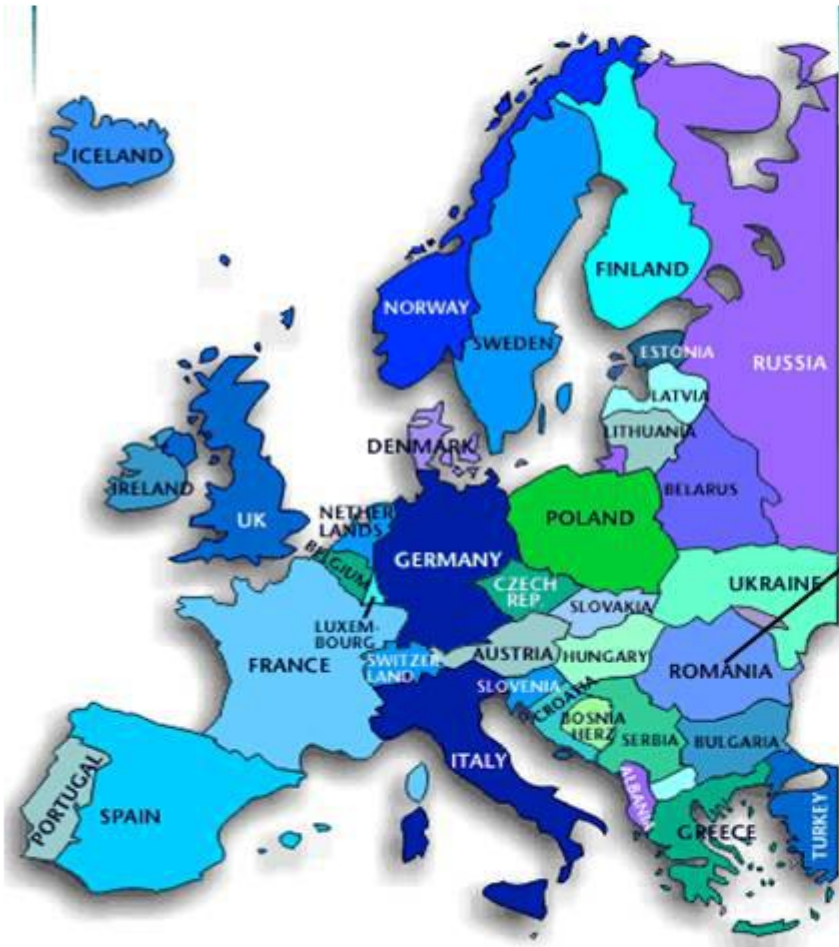 ICELAND
FINLAND
NORWAY
SWEDEN
ESTONIA
RUSSIA
LATVIA
LITHUANIA
DENMARK
IRELAND
UK
NETHER
LANDS
BELARUS
POLAND
BELGIUM
GERMANY
CZECH
REP.
UKRAINE
SLOVAKIA
LUXEM-
BOURG
FRANCE
SWITZER
LAND.
AUSTRIA
HUNGARY
ROMANIA
SLOVENIA
CROATIA
BOSNIA
HERZ
SERBIA
BULGARIA
ITALY
PORTUGAL
SPAIN
ALBANIA
GREECE
TURKEY